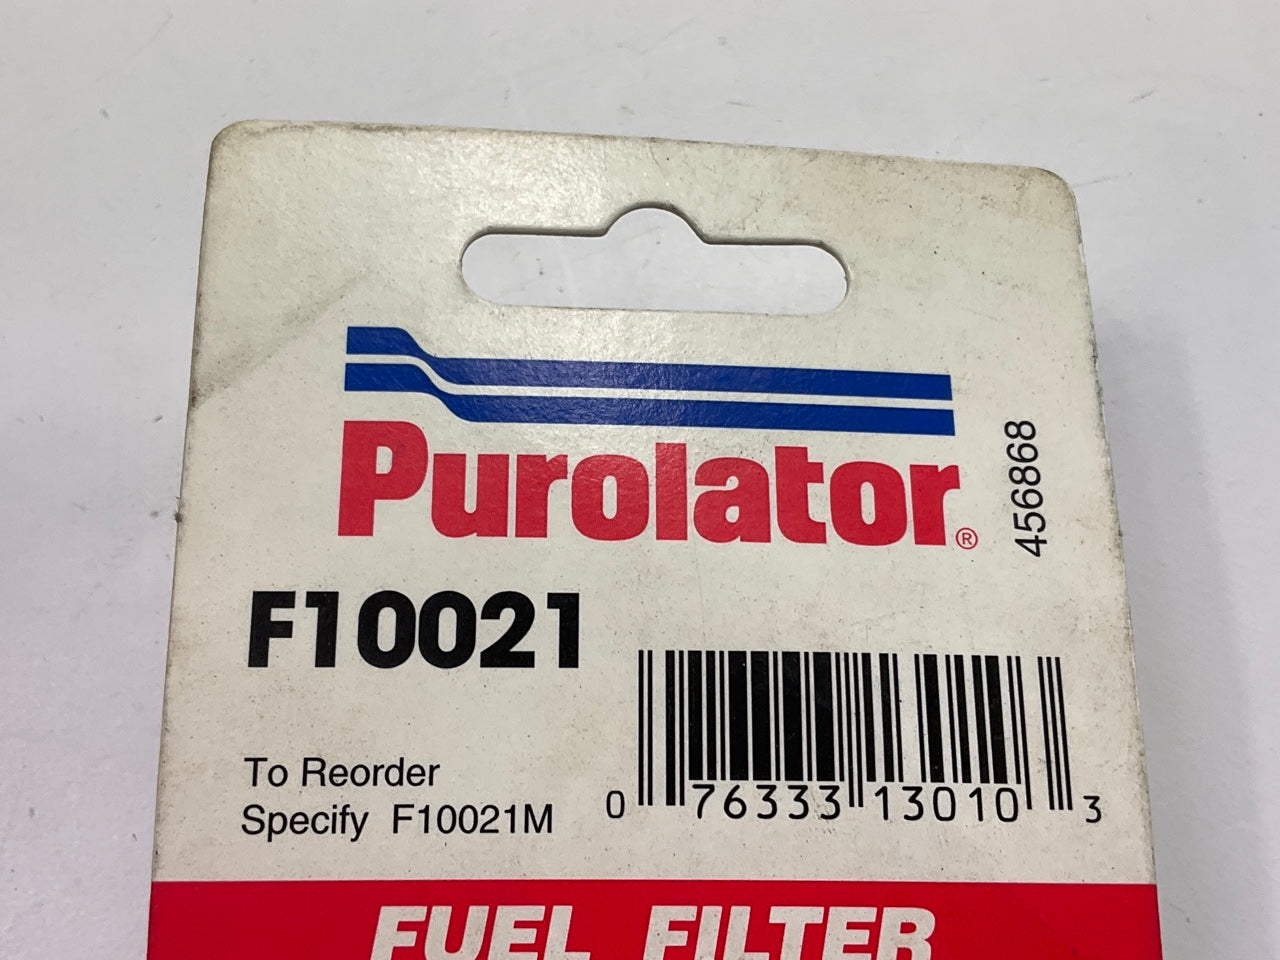 Purolator®
456868
F10021
To Reorder
Specify F10021M
0 76333 13010 3
FUEL FILTER